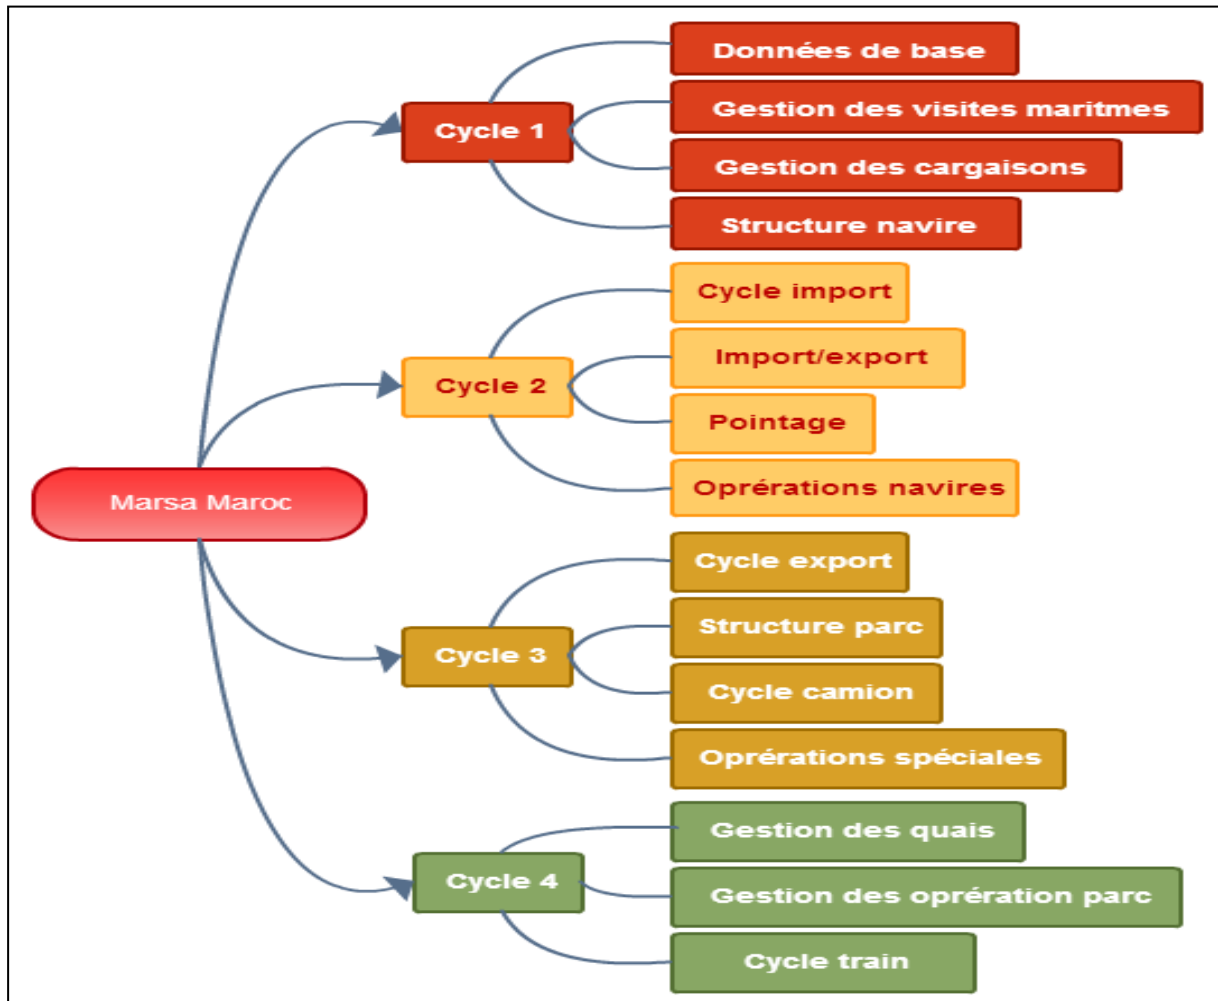 Données de base
Gestion des visites maritmes
Cycle 1
Gestion des cargaisons
Structure navire
Cycle import
Import/export
Cycle 2
Pointage
Oprérations navires
Marsa Maroc
Cycle export
Structure parc
Cycle 3
Cycle camion
Oprérations spéciales
Gestion des quais
Cycle 4
Gestion des oprération parc
Cycle train